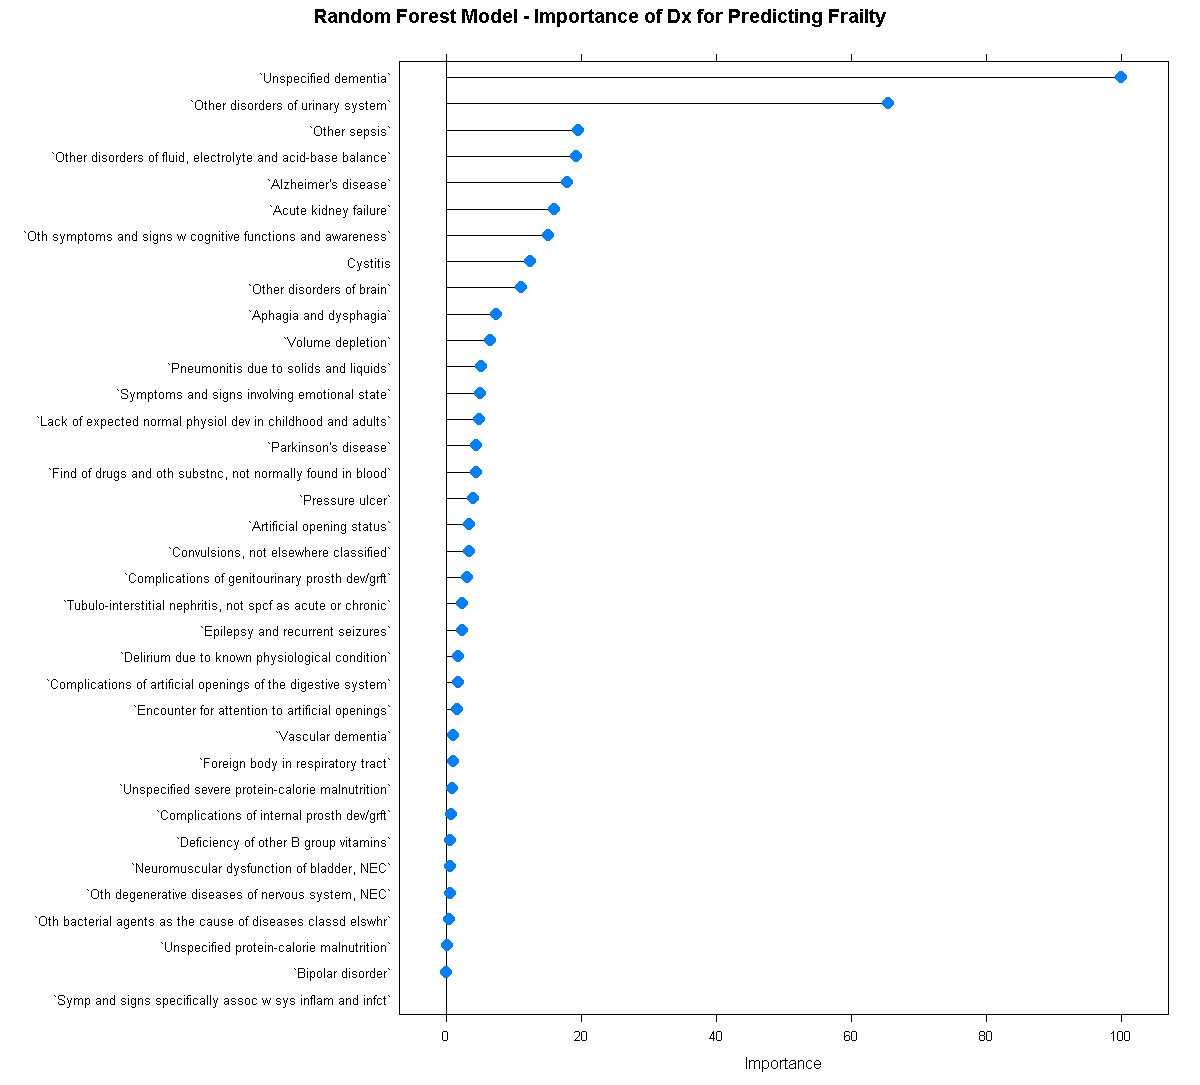 Random Forest Model - Importance of Dx for Predicting Frailty
`Unspecified dementia`
`Other disorders of urinary system`
`Other sepsis`
`Other disorders of fluid, electrolyte and acid-base balance`
`Alzheimer's disease`
`Acute kidney failure`
`Oth symptoms and signs w cognitive functions and awareness`
Cystitis
`Other disorders of brain`
`Aphagia and dysphagia`
`Volume depletion`
`Pneumonitis due to solids and liquids`
`Symptoms and signs involving emotional state`
`Lack of expected normal physiol dev in childhood and adults`
`Parkinson's disease`
`Find of drugs and oth substnc, not normally found in blood`
`Pressure ulcer`
`Artificial opening status`
`Convulsions, not elsewhere classified`
`Complications of genitourinary prosth dev/grft`
`Tubulo-interstitial nephritis, not spcf as acute or chronic`
`Epilepsy and recurrent seizures`
`Delirium due to known physiological condition`
`Complications of artificial openings of the digestive system`
`Encounter for attention to artificial openings`
`Vascular dementia`
`Foreign body in respiratory tract`
`Unspecified severe protein-calorie malnutrition`
`Complications of internal prosth dev/grft`
`Deficiency of other B group vitamins`
`Neuromuscular dysfunction of bladder, NEC`
`Oth degenerative diseases of nervous system, NEC`
`Oth bacterial agents as the cause of diseases classd elswhr`
`Unspecified protein-calorie malnutrition`
`Bipolar disorder`
`Symp and signs specifically assoc w sys inflam and infct`
0 20 40 60 80 100
Importance